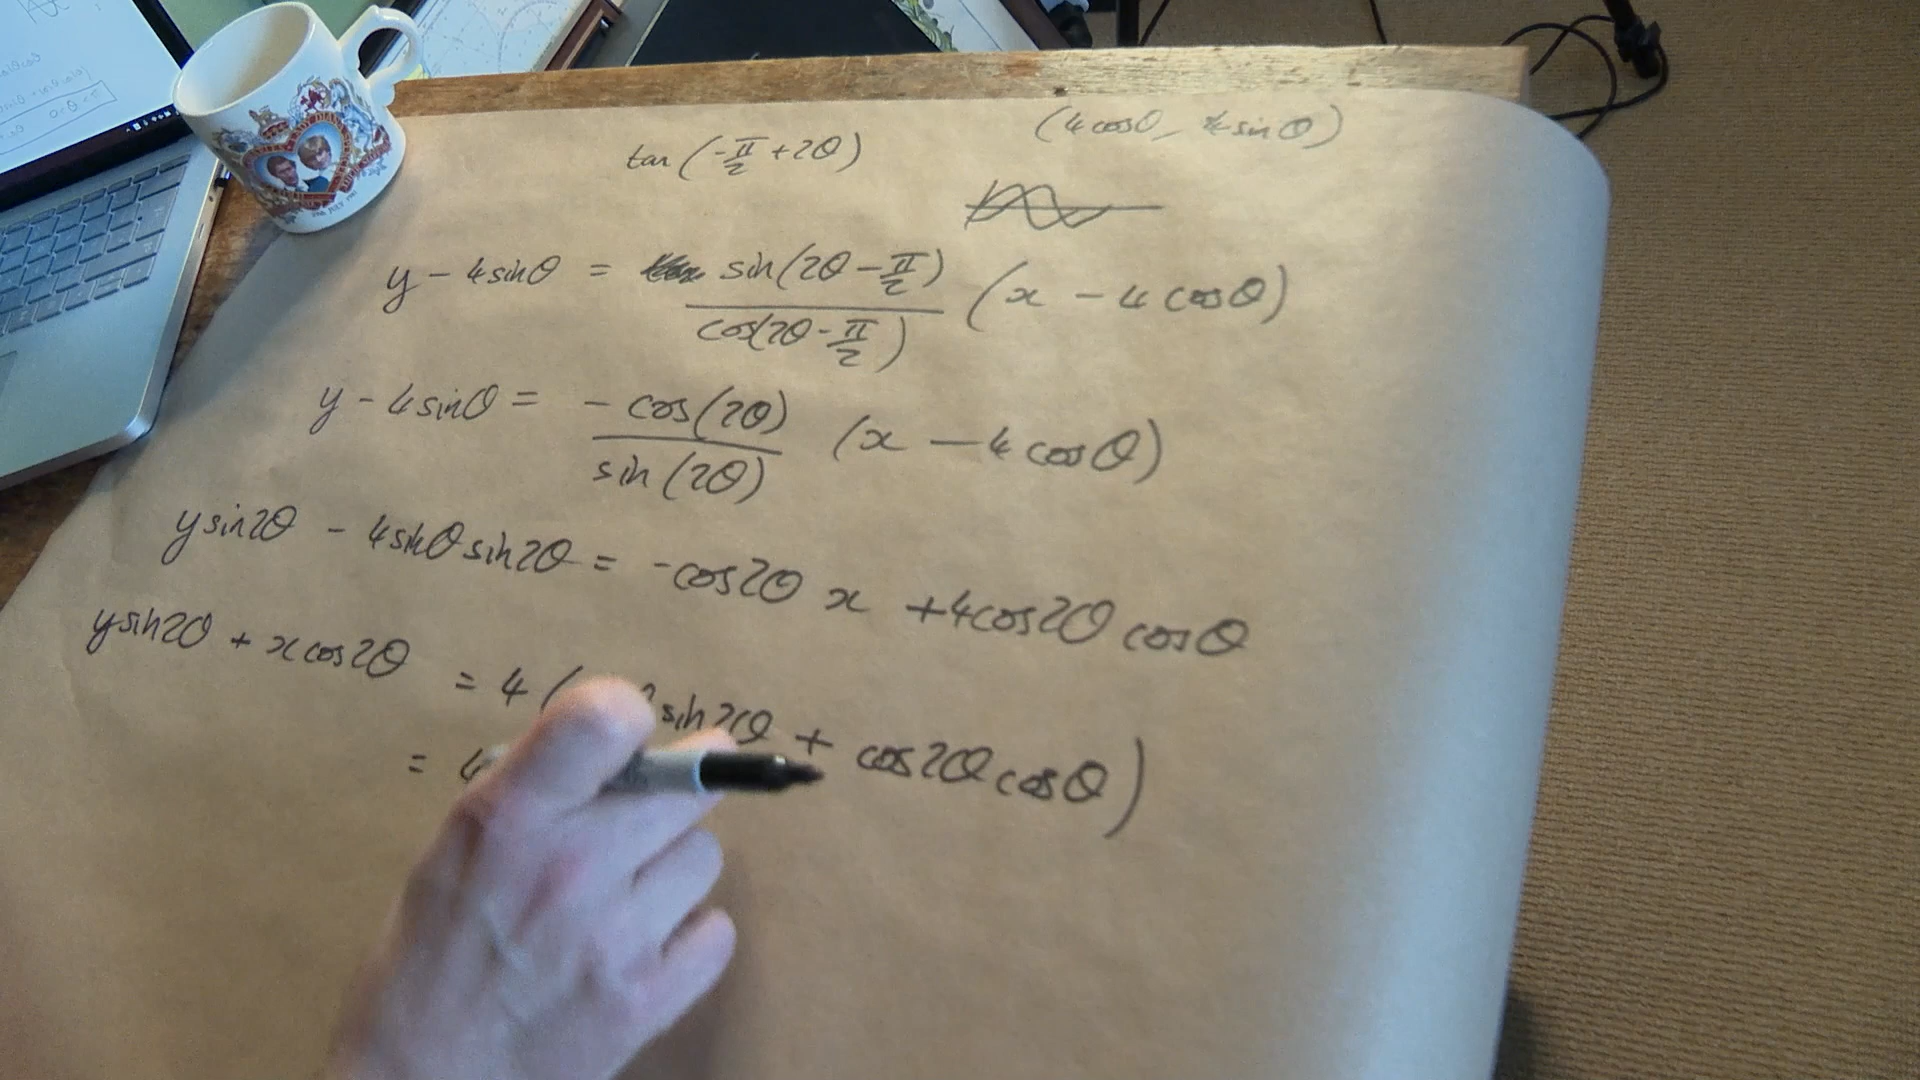 tan(-π/2 + 2θ)
(4cosθ, 4sinθ)
y - 4sinθ = sin(2θ - π/2) / cos(2θ - π/2) (x - 4cosθ)
y - 4sinθ = -cos(2θ) / sin(2θ) (x - 4cosθ)
ysin2θ - 4sinθsin2θ = -cos2θ x + 4cos2θ cosθ
ysin2θ + xcos2θ = 4( sin2θ + cos2θcosθ)
= 4